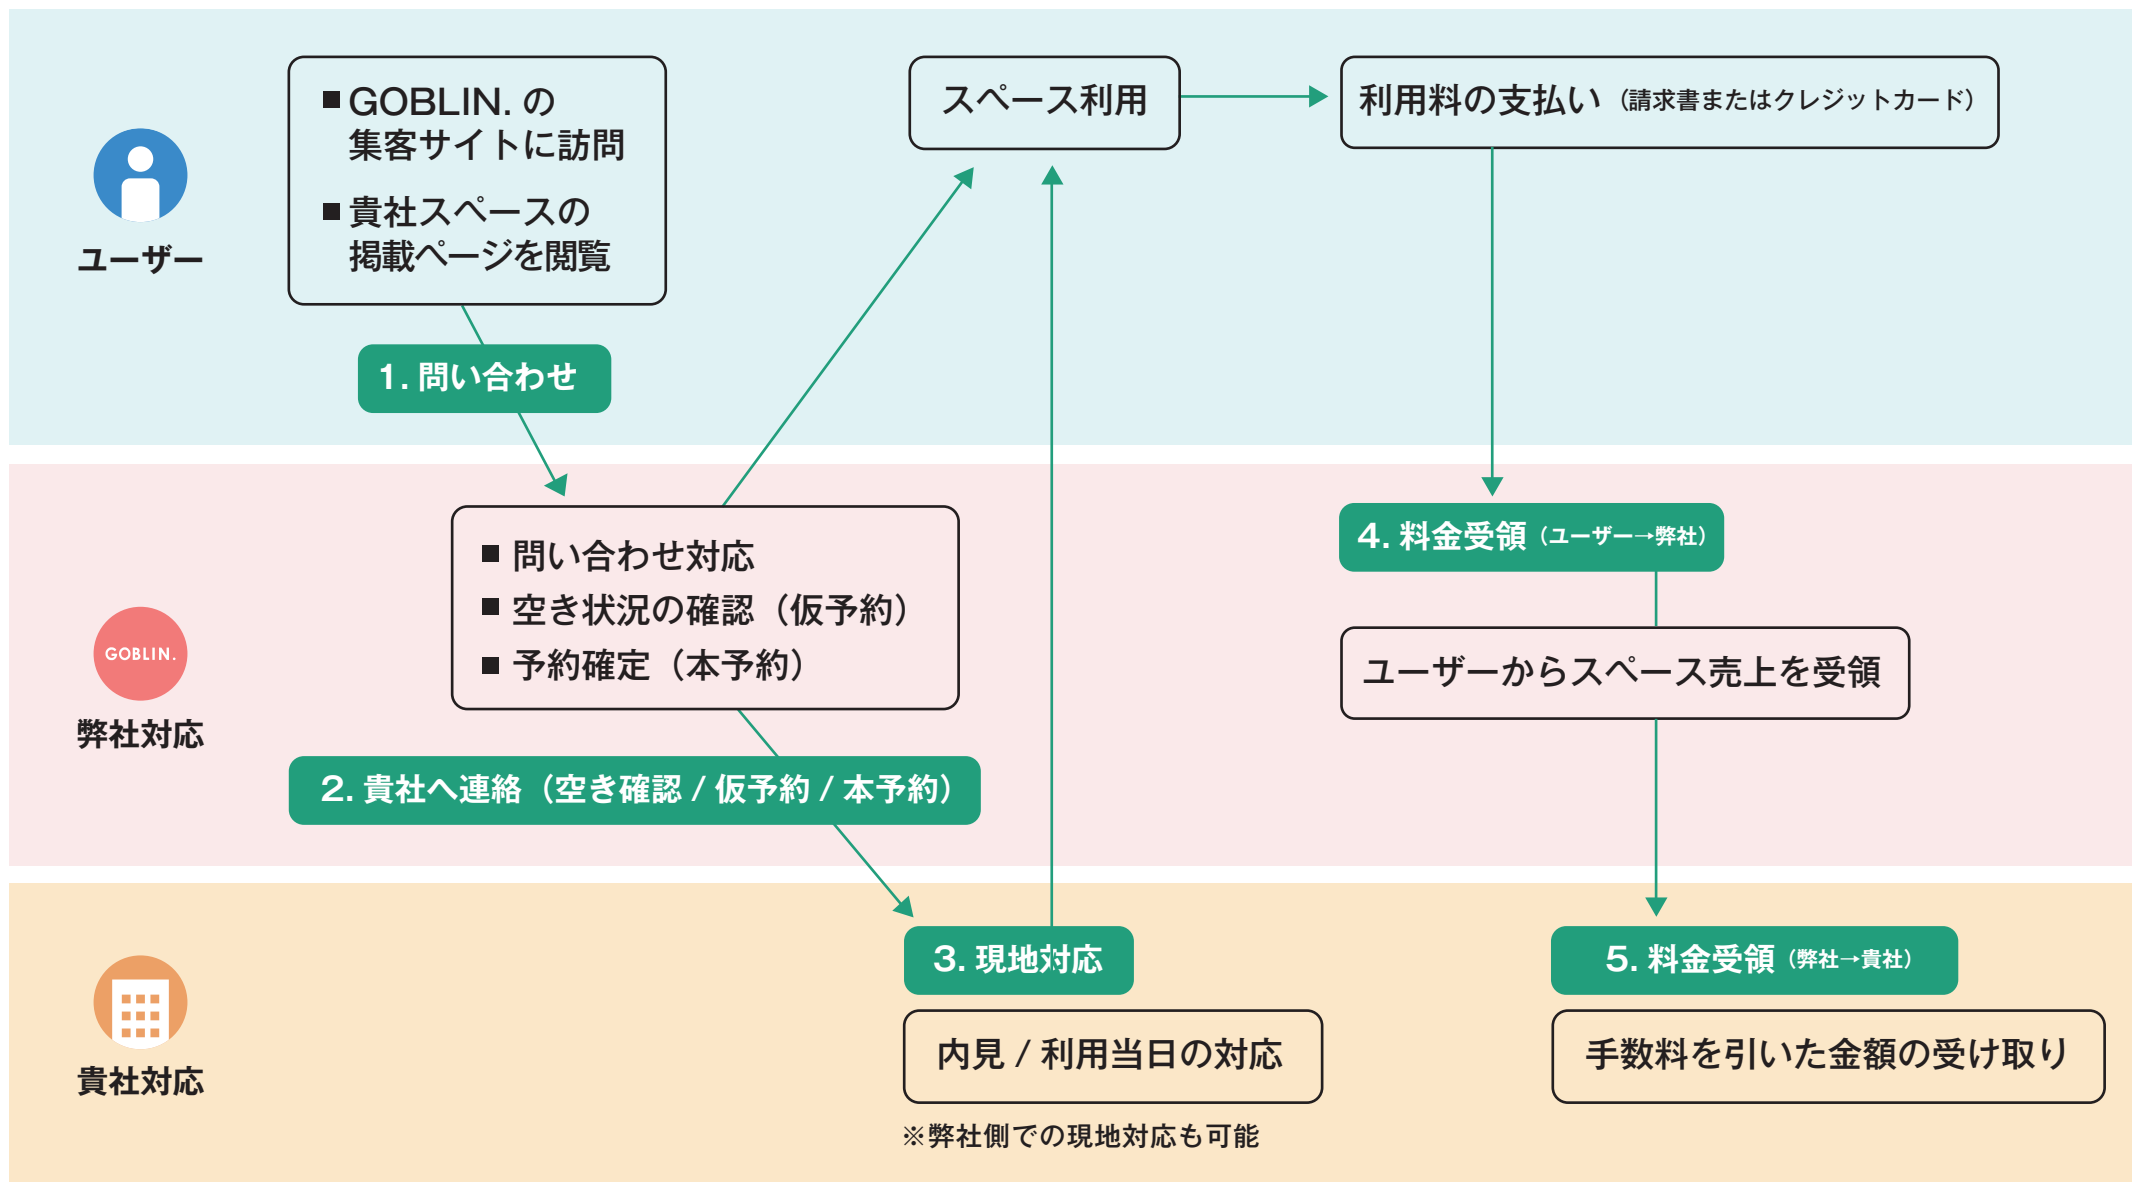 GOBLIN. の
集客サイトに訪問
貴社スペースの
掲載ページを閲覧
ユーザー
1. 問い合わせ
スペース利用
利用料の支払い（請求書またはクレジットカード）
GOBLIN.
弊社対応
問い合わせ対応
空き状況の確認（仮予約）
予約確定（本予約）
2. 貴社へ連絡（空き確認 / 仮予約 / 本予約）
4. 料金受領（ユーザー→弊社）
ユーザーからスペース売上を受領
貴社対応
3. 現地対応
内見 / 利用当日の対応
※弊社側での現地対応も可能
5. 料金受領（弊社→貴社）
手数料を引いた金額の受け取り